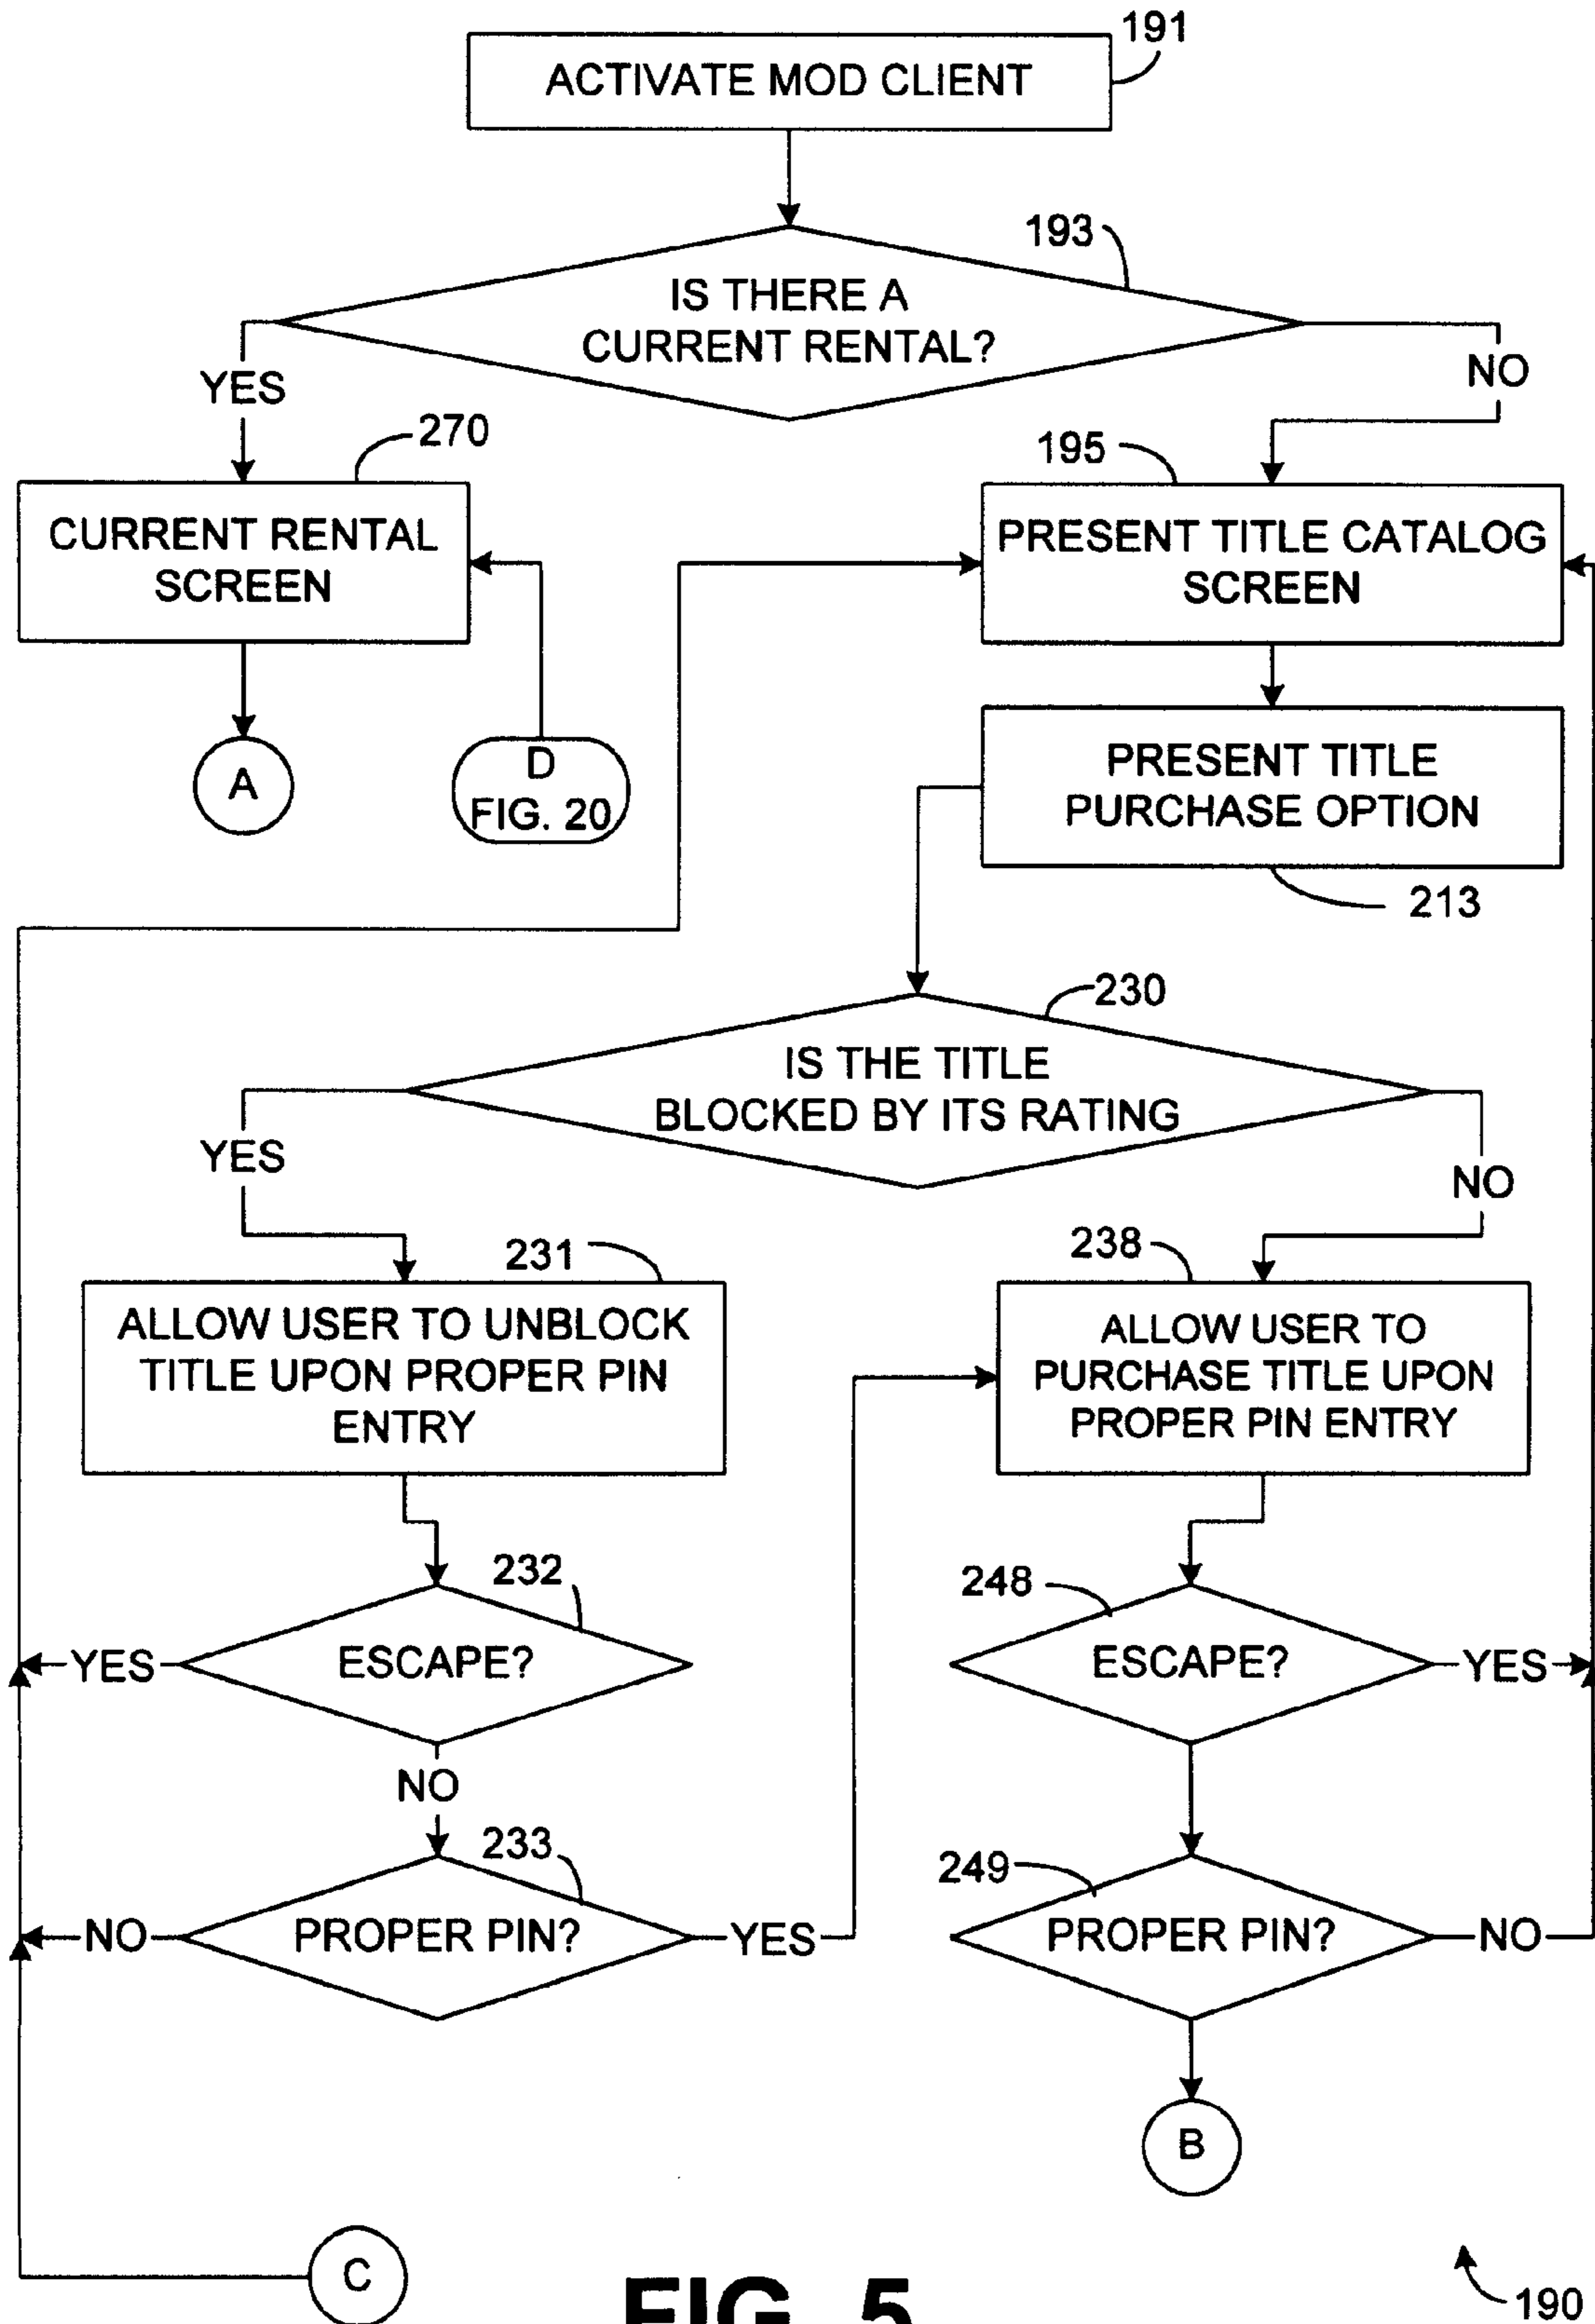 191
ACTIVATE MOD CLIENT
193
IS THERE A
CURRENT RENTAL?
YES
NO
270
195
CURRENT RENTAL
SCREEN
PRESENT TITLE CATALOG
SCREEN
A
D
FIG. 20
PRESENT TITLE
PURCHASE OPTION
213
230
IS THE TITLE
BLOCKED BY ITS RATING
YES
NO
231
238
ALLOW USER TO UNBLOCK
TITLE UPON PROPER PIN
ENTRY
ALLOW USER TO
PURCHASE TITLE UPON
PROPER PIN ENTRY
232
248
YES
ESCAPE?
ESCAPE?
YES
NO
233
249
NO
PROPER PIN?
YES
PROPER PIN?
NO
B
C
FIG. 5
190